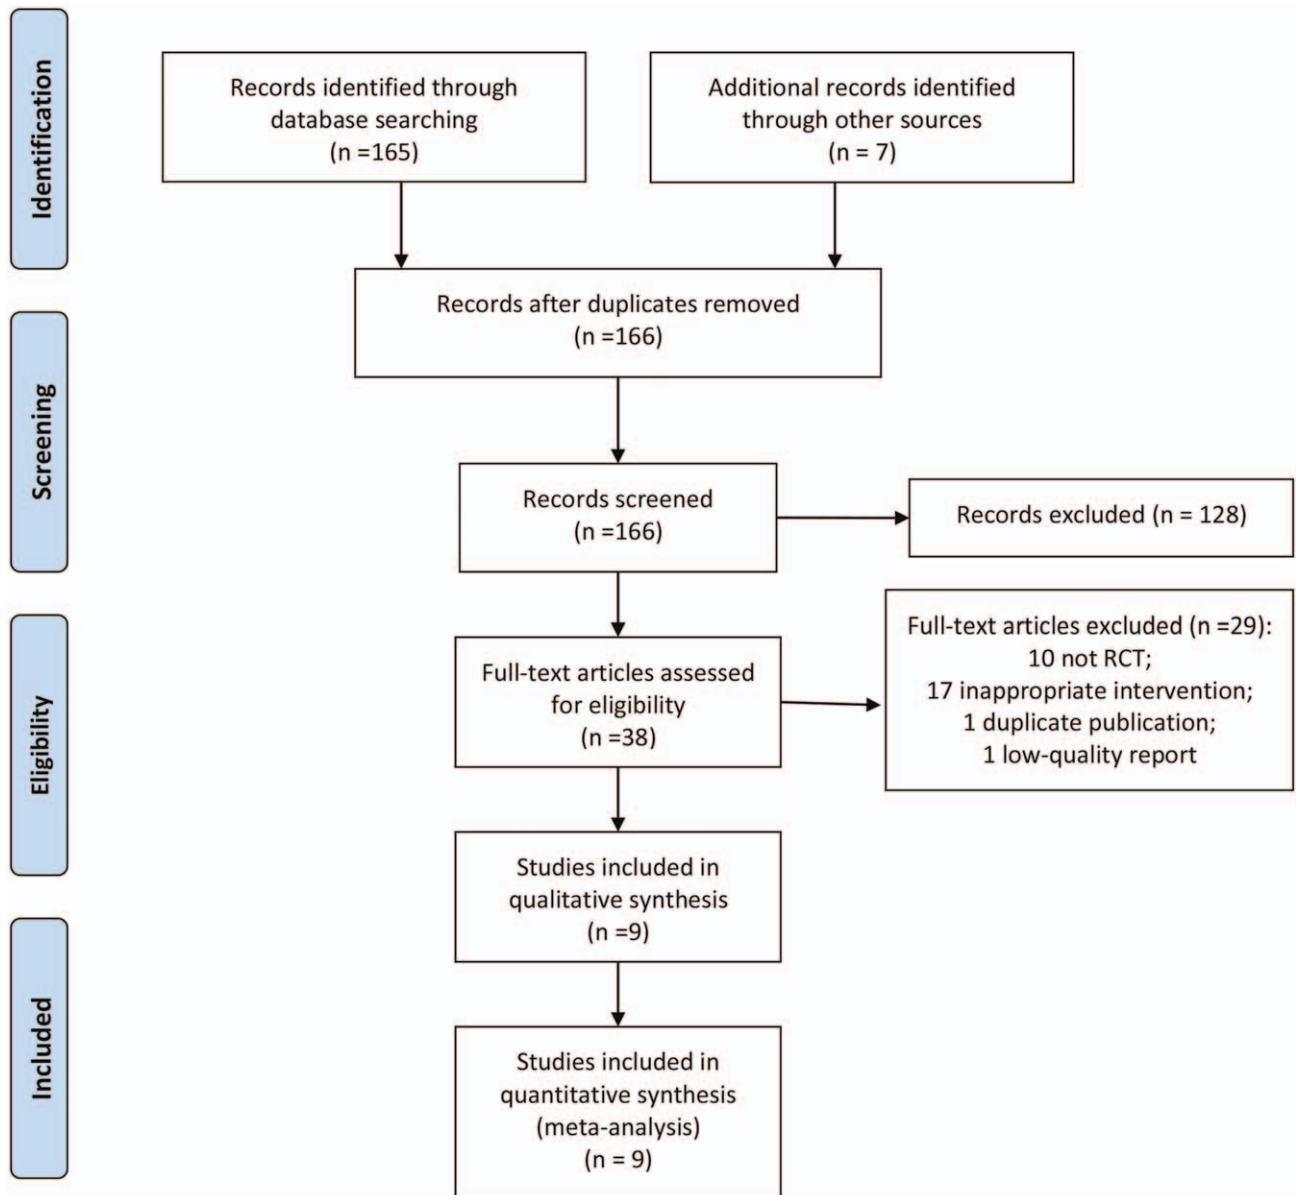 Identification
Records identified through
database searching
(n =165)
Additional records identified
through other sources
(n = 7)
Records after duplicates removed
(n =166)
Screening
Records screened
(n =166)
Records excluded (n = 128)
Eligibility
Full-text articles assessed
for eligibility
(n =38)
Full-text articles excluded (n =29):
10 not RCT;
17 inappropriate intervention;
1 duplicate publication;
1 low-quality report
Studies included in
qualitative synthesis
(n =9)
Included
Studies included in
quantitative synthesis
(meta-analysis)
(n = 9)